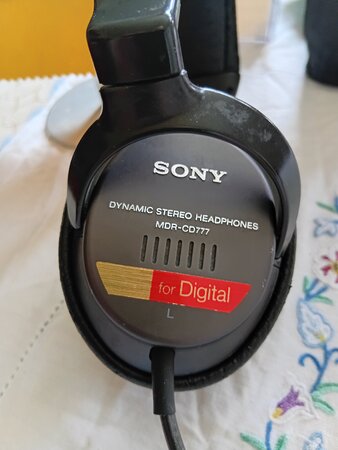 SONY
DYNAMIC STEREO HEADPHONES
MDR-CD777
for Digital
L